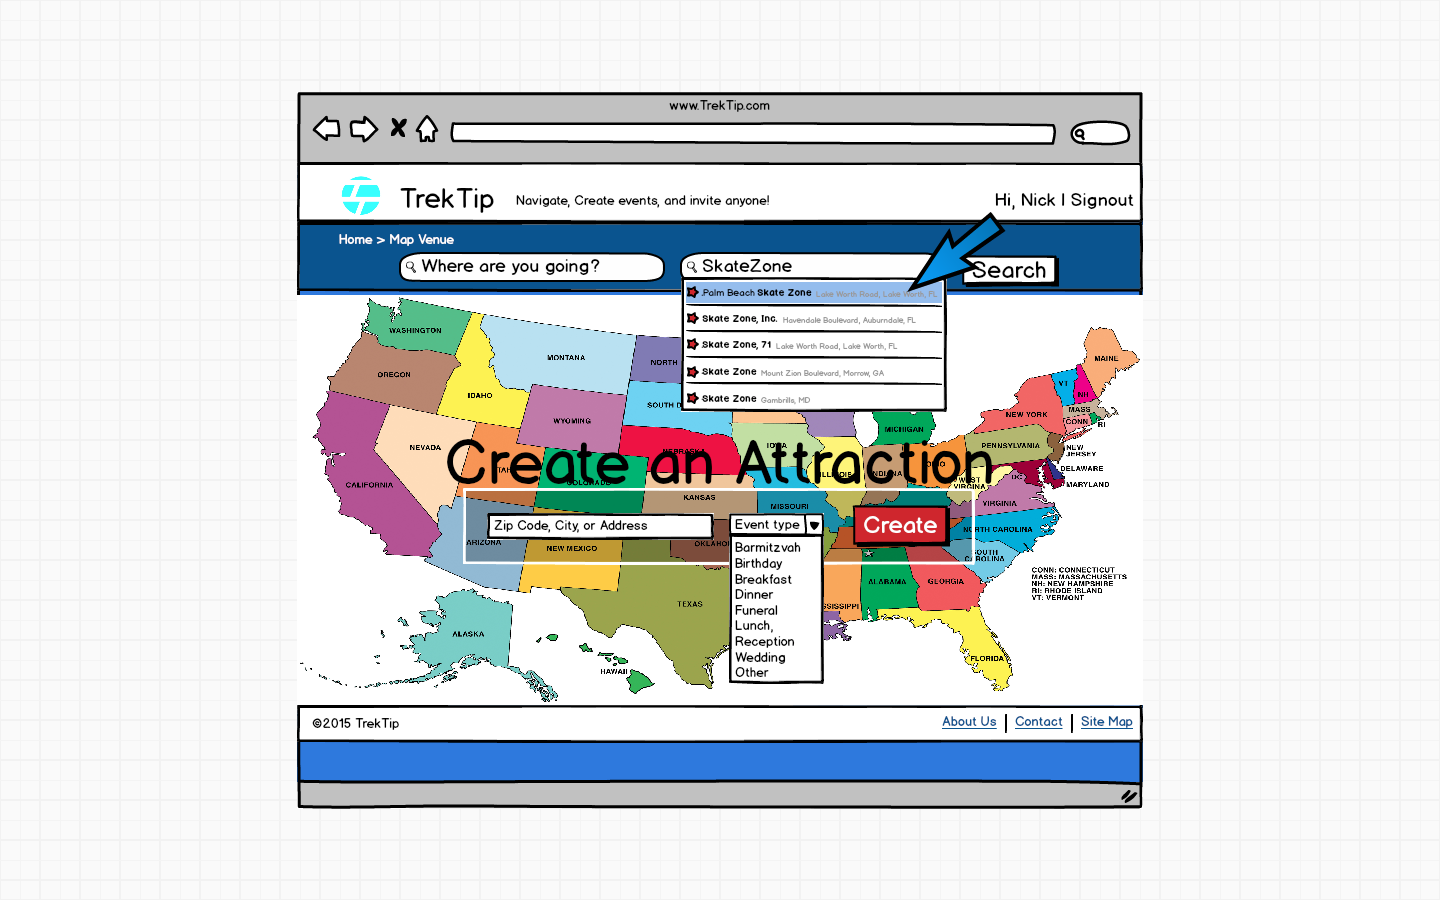 www.TrekTip.com
TrekTip
Navigate, Create events, and invite anyone!
Hi, Nick | Signout
Home > Map Venue
Where are you going?
SkateZone
Search
.Palm Beach Skate Zone Lake Worth Road, Lake Worth, FL
Skate Zone, Inc. Havendale Boulevard, Auburndale, FL
Skate Zone, 71 Lake Worth Road, Lake Worth, FL
Skate Zone Mount Zion Boulevard, Morrow, GA
Skate Zone Gambrills, MD
WASHINGTON
MONTANA
NORTH
OREGON
IDAHO
SOUTH D
WYOMING
MAINE
VT
NH
NEW YORK
MASS
CONN
RI
MICHIGAN
PENNSYLVANIA
NEW
JERSEY
NEVADA
NEBRASKA
IOWA
Create an Attraction
UTAH
COLORADO
ILLINOIS
INDIANA
OHIO
WEST
VIRGINIA
DC
DELAWARE
MARYLAND
CALIFORNIA
KANSAS
MISSOURI
VIRGINIA
Zip Code, City, or Address
Event type
Create
NORTH CAROLINA
ARIZONA
NEW MEXICO
OKLAHO
SOUTH
CAROLINA
Barmitzvah
Birthday
Breakfast
Dinner
Funeral
Lunch,
Reception
Wedding
Other
ALABAMA
GEORGIA
CONN: CONNECTICUT
MASS: MASSACHUSETTS
NH: NEW HAMPSHIRE
RI: RHODE ISLAND
VT: VERMONT
TEXAS
SSISSIPPI
ALASKA
HAWAII
FLORIDA
©2015 TrekTip
About Us
Contact
Site Map